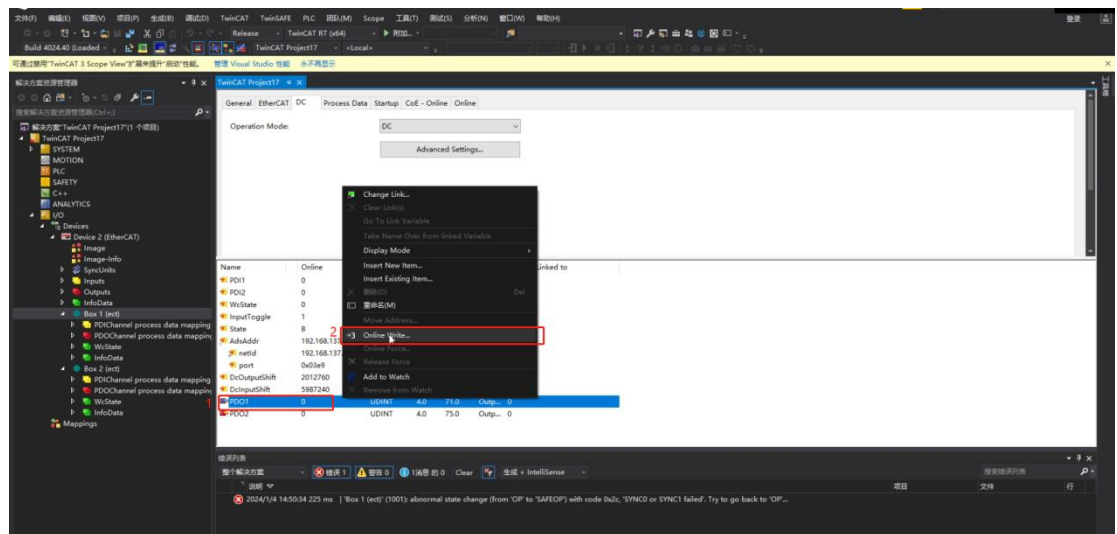 文件(F) 编辑(E) 视图(V) 项目(P) 生成(B) 调试(D) TwinCAT TwinSAFE PLC 团队(M) Scope 工具(T) 测试(S) 分析(N) 窗口(W) 帮助(H) 登录
Release TwinCAT RT (x64) 附加...
Build 4024.40 (Loaded) TwinCAT Project17 <Local>
可通过禁用"TwinCAT 3 Scope View"扩展来提升"启动"性能。 管理 Visual Studio 性能 永不再显示
解决方案资源管理器
搜索解决方案资源管理器(Ctrl+;)
解决方案"TwinCAT Project17"(1 个项目)
TwinCAT Project17
SYSTEM
MOTION
PLC
SAFETY
C++
ANALYTICS
I/O
Devices
Device 2 (EtherCAT)
Image
Image-Info
SyncUnits
Inputs
Outputs
InfoData
Box 1 (ect)
PDIChannel process data mapping
PDOChannel process data mapping
WcState
InfoData
Box 2 (ect)
PDIChannel process data mapping
PDOChannel process data mapping
WcState
InfoData
Mappings
TwinCAT Project17
General EtherCAT DC Process Data Startup CoE - Online Online
Operation Mode: DC
Advanced Settings...
Change Link...
Clear Link(s)
Go To Link Variable
Take Name Over from linked Variable
Display Mode
Insert New Item...
Insert Existing Item...
删除(D) Del
重命名(M)
Move Address...
2 Online Write...
Online Force...
Release Force
Add to Watch
Remove from Watch
Name Online Linked to
PDI1 0
PDI2 0
WcState 0
InputToggle 1
State 8
AdsAddr 192.168.137
netid 192.168.137.
port 0x03e9
DcOutputShift 2012760
DcInputShift 5987240
1 PDO1 0 UDINT 4.0 71.0 Outp... 0
PDO2 0 UDINT 4.0 75.0 Outp... 0
错误列表
整个解决方案 错误 1 警告 0 1消息 的 0 Clear 生成 + IntelliSense 搜索错误列表
说明 项目 文件 行
2024/1/4 14:50:34 225 ms | 'Box 1 (ect)' (1001): abnormal state change (from 'OP' to 'SAFEOP') with code 0x2c, 'SYNC0 or SYNC1 failed'. Try to go back to 'OP'...
工具箱